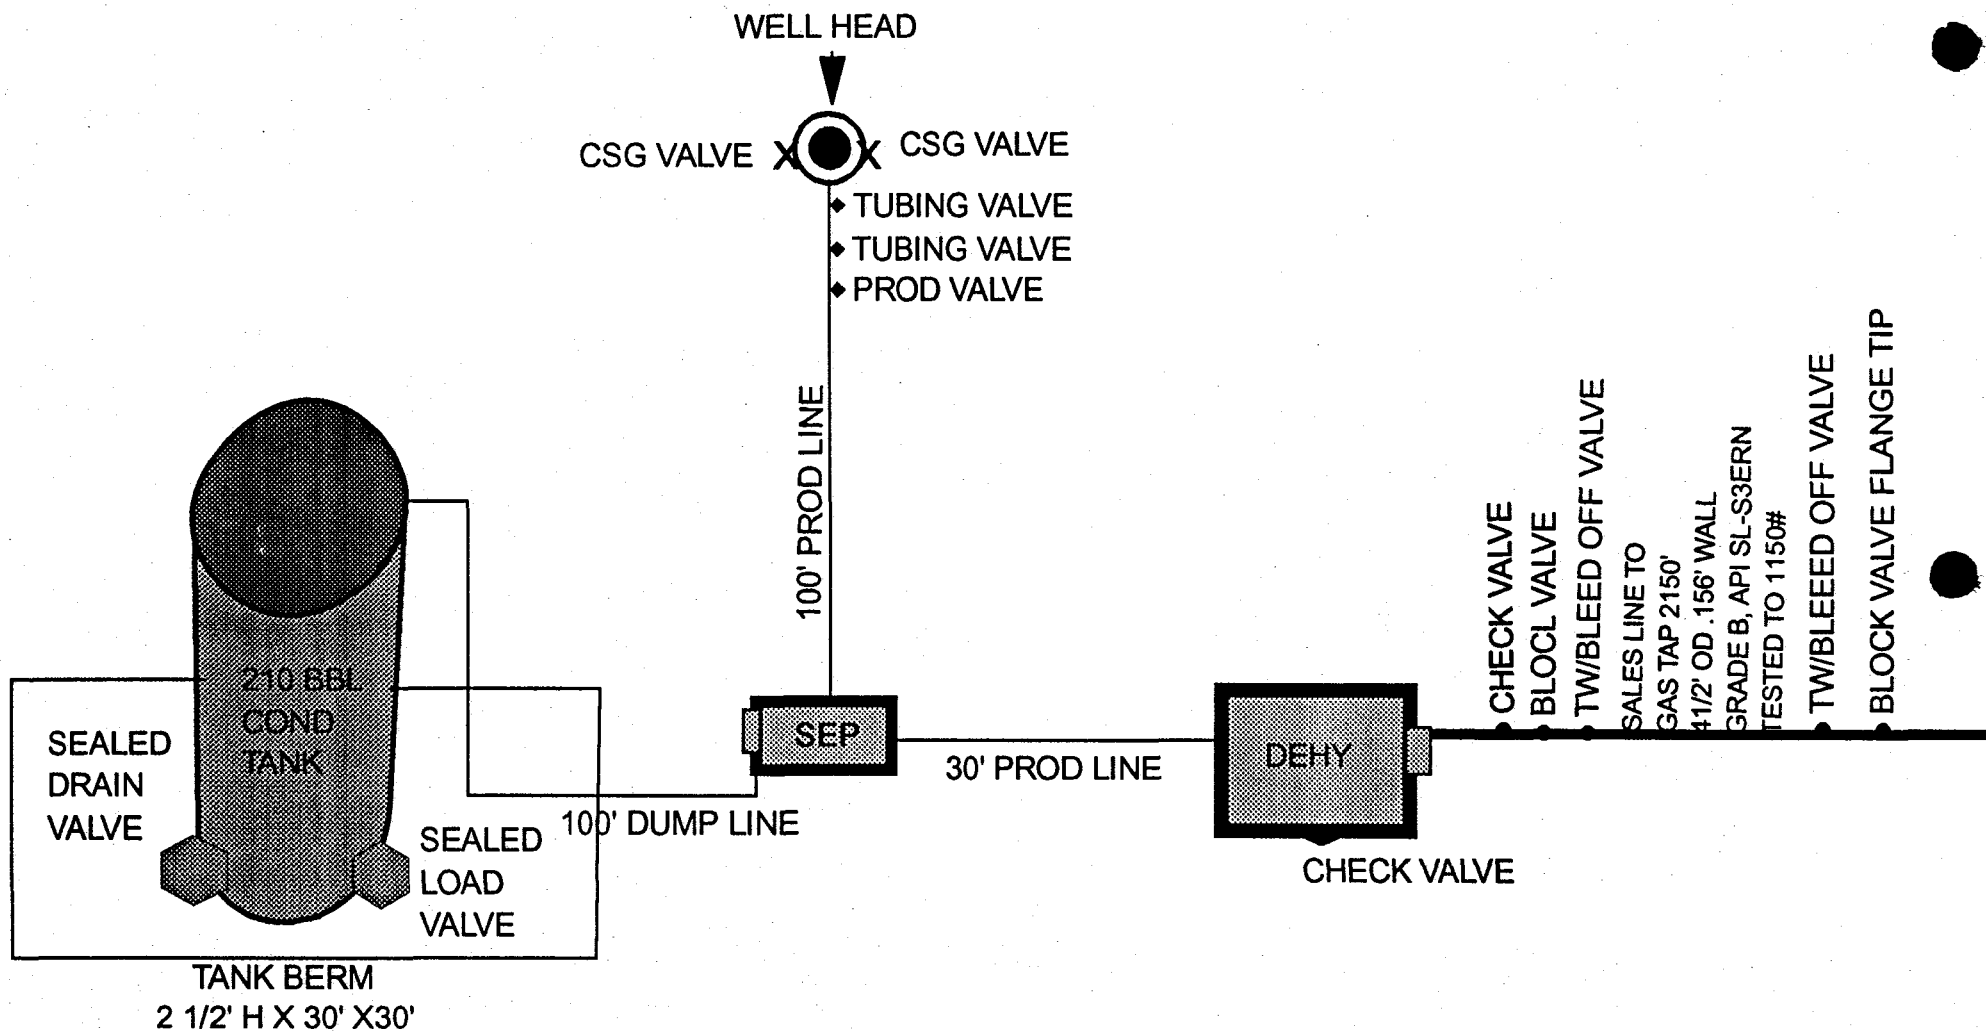 WELL HEAD
CSG VALVE
CSG VALVE
TUBING VALVE
TUBING VALVE
PROD VALVE
100' PROD LINE
210 BBL
COND
TANK
SEALED
DRAIN
VALVE
SEALED
LOAD
VALVE
TANK BERM
2 1/2' H X 30' X30'
100' DUMP LINE
SEP
30' PROD LINE
DEHY
CHECK VALVE
CHECK VALVE
BLOCL VALVE
TW/BLEED OFF VALVE
SALES LINE TO
GAS TAP 2150'
41/2' OD .156' WALL
GRADE B, API SL-S3ERN
TESTED TO 1150#
TW/BLEEED OFF VALVE
BLOCK VALVE FLANGE TIP